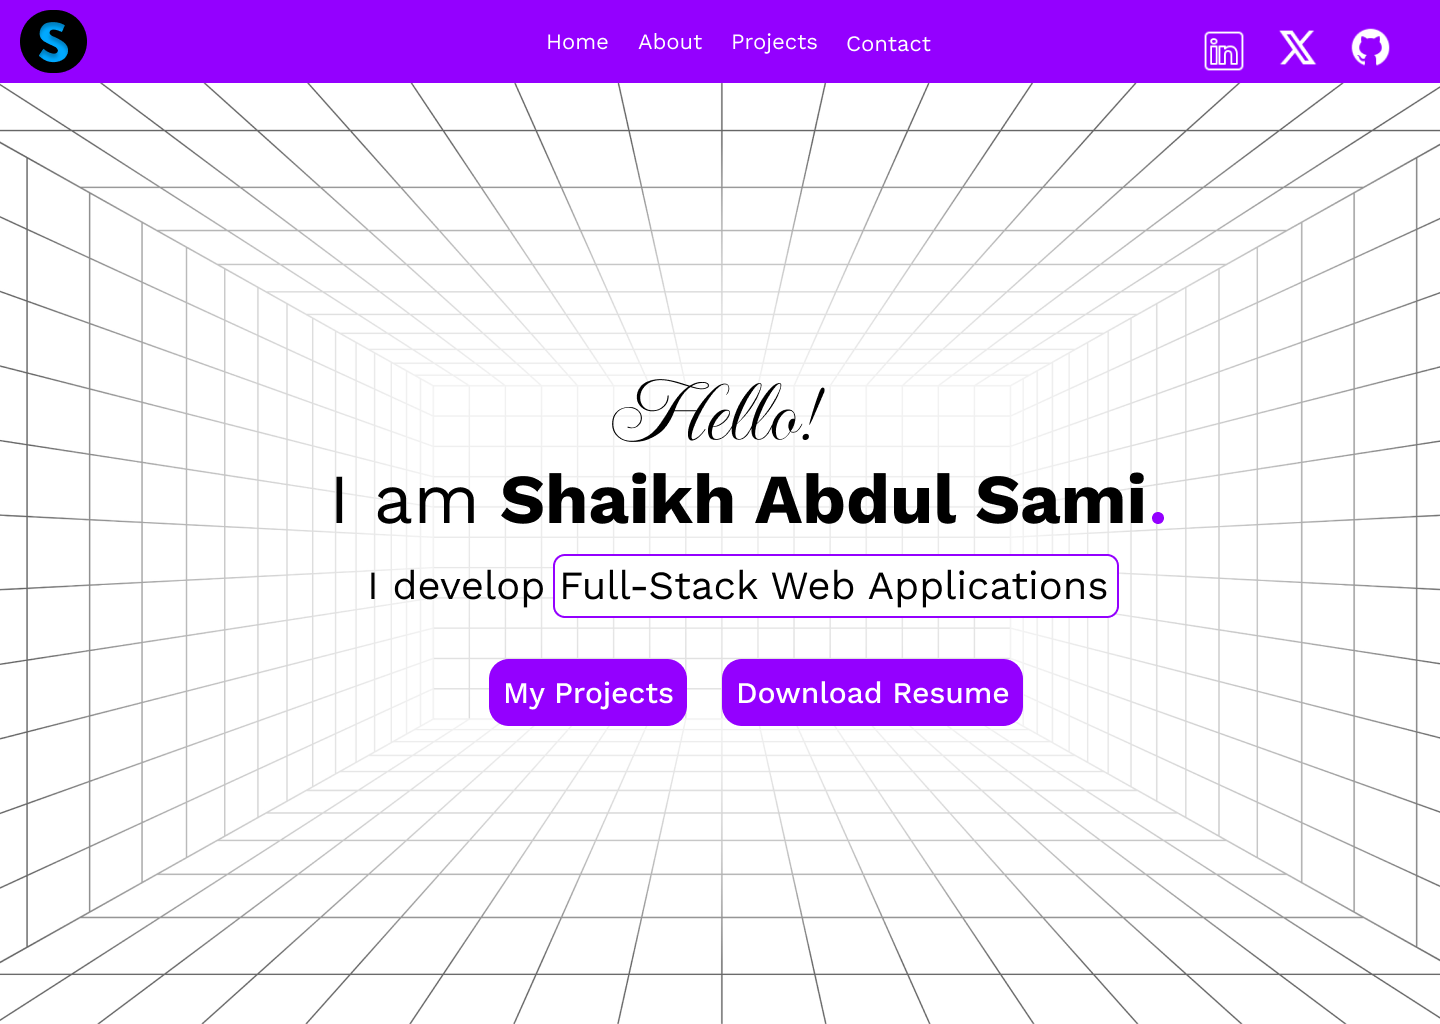 S
Home About Projects Contact
in X
Hello!
I am Shaikh Abdul Sami.
I develop Full-Stack Web Applications
My Projects Download Resume